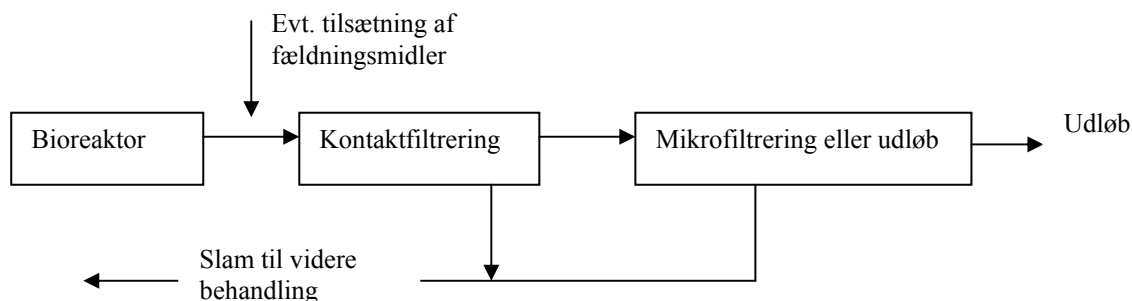 Evt. tilsætning af
fældningsmidler
Bioreaktor
Kontaktfiltrering
Mikrofiltrering eller udløb
Udløb
Slam til videre
behandling